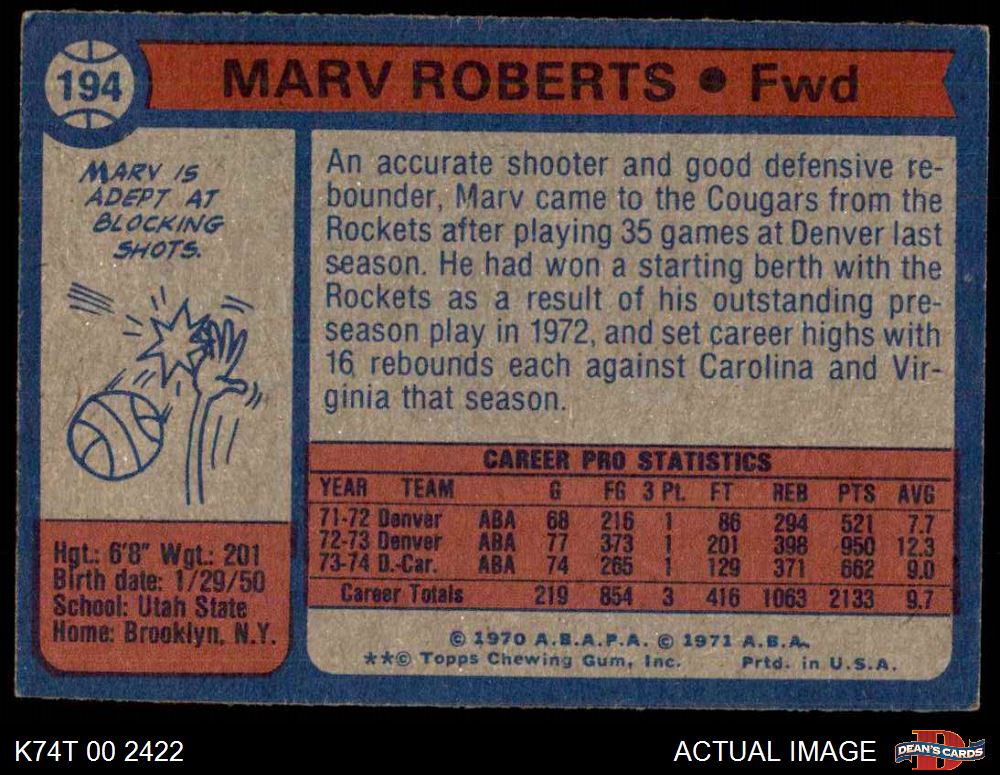 194
MARV ROBERTS • Fwd
MARV IS
ADEPT AT
BLOCKING
SHOTS.
An accurate shooter and good defensive re-
bounder, Marv came to the Cougars from the
Rockets after playing 35 games at Denver last
season. He had won a starting berth with the
Rockets as a result of his outstanding pre-
season play in 1972, and set career highs with
16 rebounds each against Carolina and Vir-
ginia that season.
CAREER PRO STATISTICS
YEAR TEAM G FG 3 Pt. FT REB PTS AVG
71-72 Denver ABA 68 216 1 86 294 521 7.7
72-73 Denver ABA 77 373 1 201 398 950 12.3
73-74 D.-Car. ABA 74 265 1 129 371 662 9.0
Career Totals 219 854 3 416 1063 2133 9.7
Hgt.: 6'8" Wgt.: 201
Birth date: 1/29/50
School: Utah State
Home: Brooklyn, N.Y.
© 1970 A.B.A.P.A. © 1971 A.B.A.
**© Topps Chewing Gum, Inc. Prtd. in U.S.A.
K74T 00 2422
ACTUAL IMAGE
DEAN'S CARDS